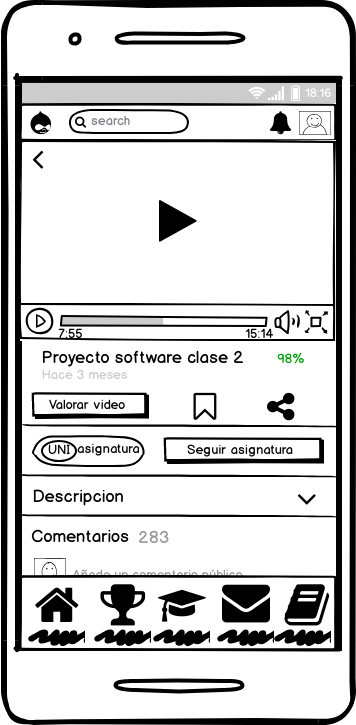 18:16
search
7:55 15:14
Proyecto software clase 2 98%
Hace 3 meses
Valorar video
UNI asignatura Seguir asignatura
Descripcion
Comentarios 283
Añade un comentario público